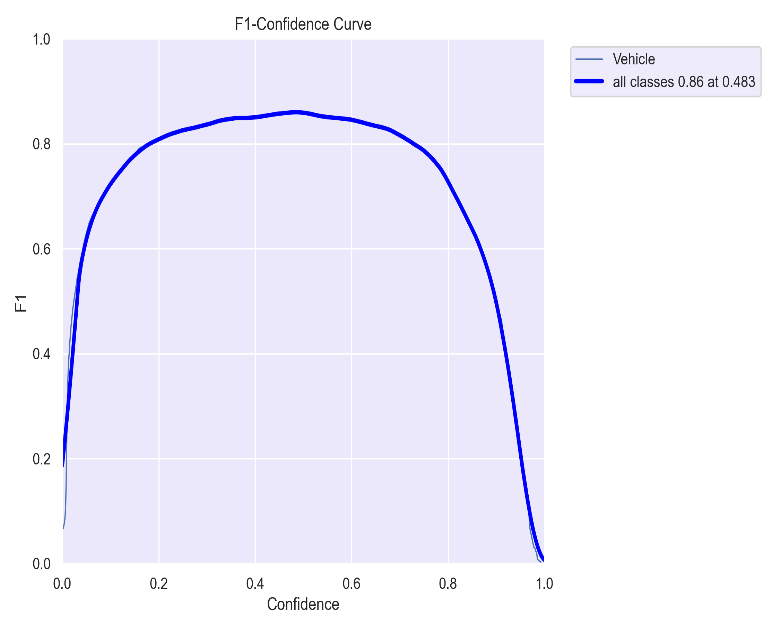 F1-Confidence Curve
1.0
0.8
0.6
0.4
0.2
0.0
F1
0.0 0.2 0.4 0.6 0.8 1.0
Confidence
Vehicle
all classes 0.86 at 0.483